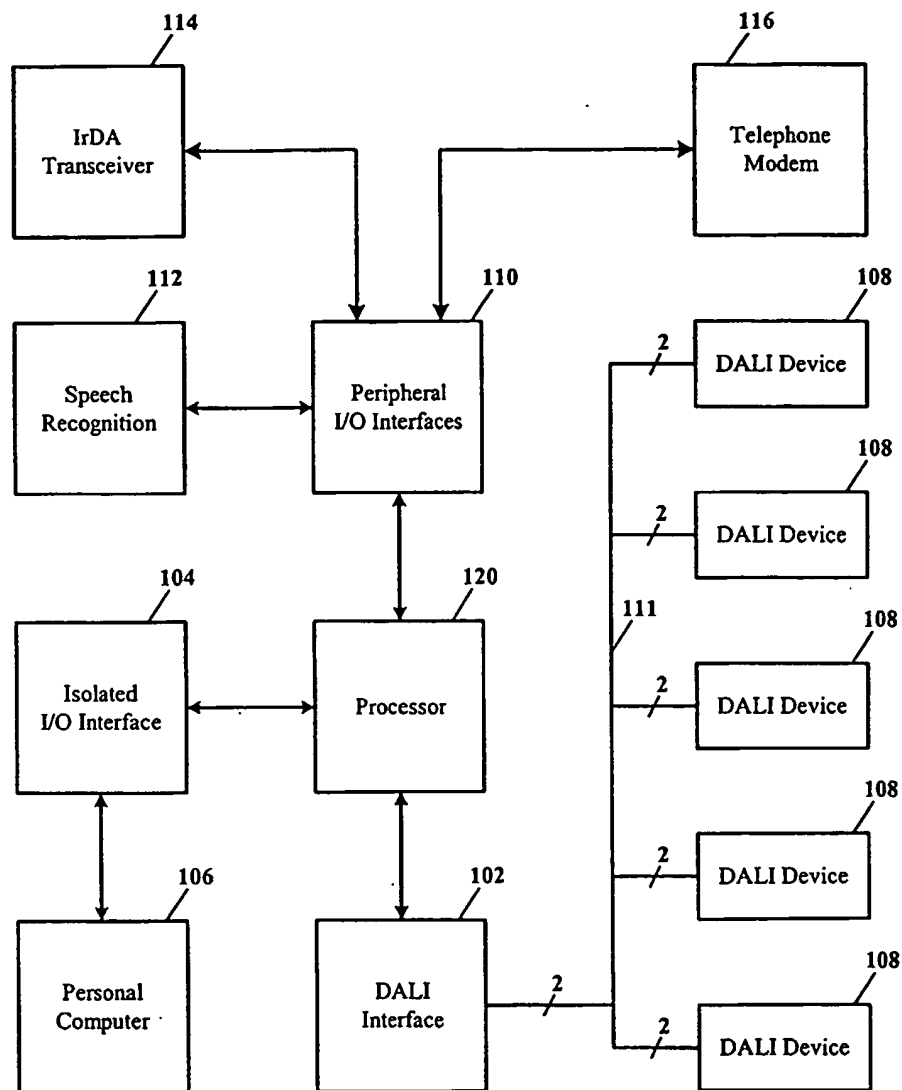 114
116
IrDA
Transceiver
Telephone
Modem
112
110
108
Speech
Recognition
Peripheral
I/O Interfaces
2
DALI Device
108
2
DALI Device
104
120
111
108
Isolated
I/O Interface
Processor
2
DALI Device
108
2
DALI Device
106
102
108
Personal
Computer
DALI
Interface
2
2
DALI Device